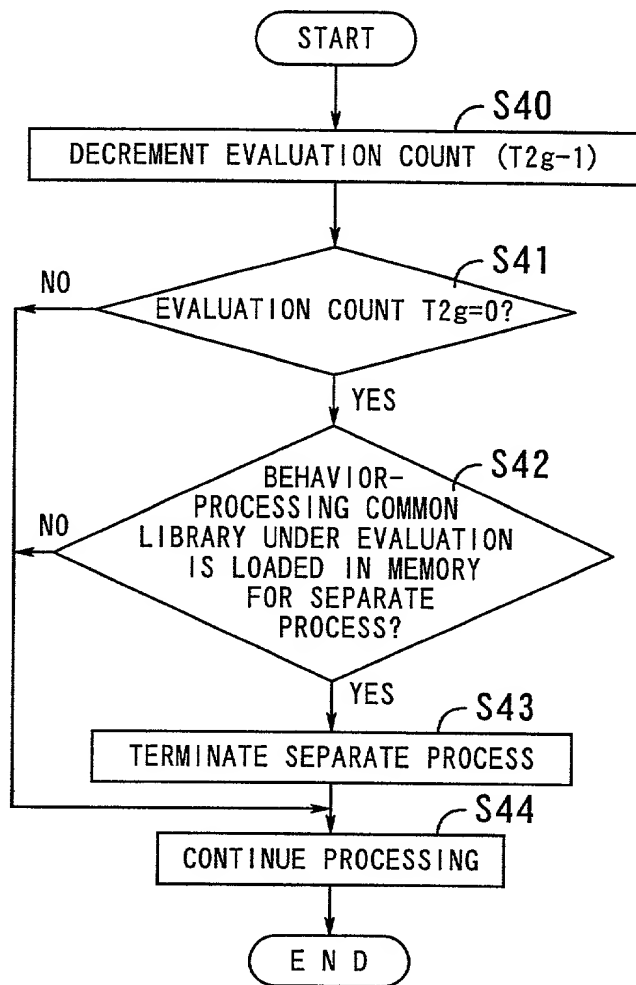 START
S40
DECREMENT EVALUATION COUNT (T2g-1)
S41
NO
EVALUATION COUNT T2g=0?
YES
S42
BEHAVIOR-
PROCESSING COMMON
NO
LIBRARY UNDER EVALUATION
IS LOADED IN MEMORY
FOR SEPARATE
PROCESS?
YES
S43
TERMINATE SEPARATE PROCESS
S44
CONTINUE PROCESSING
E N D